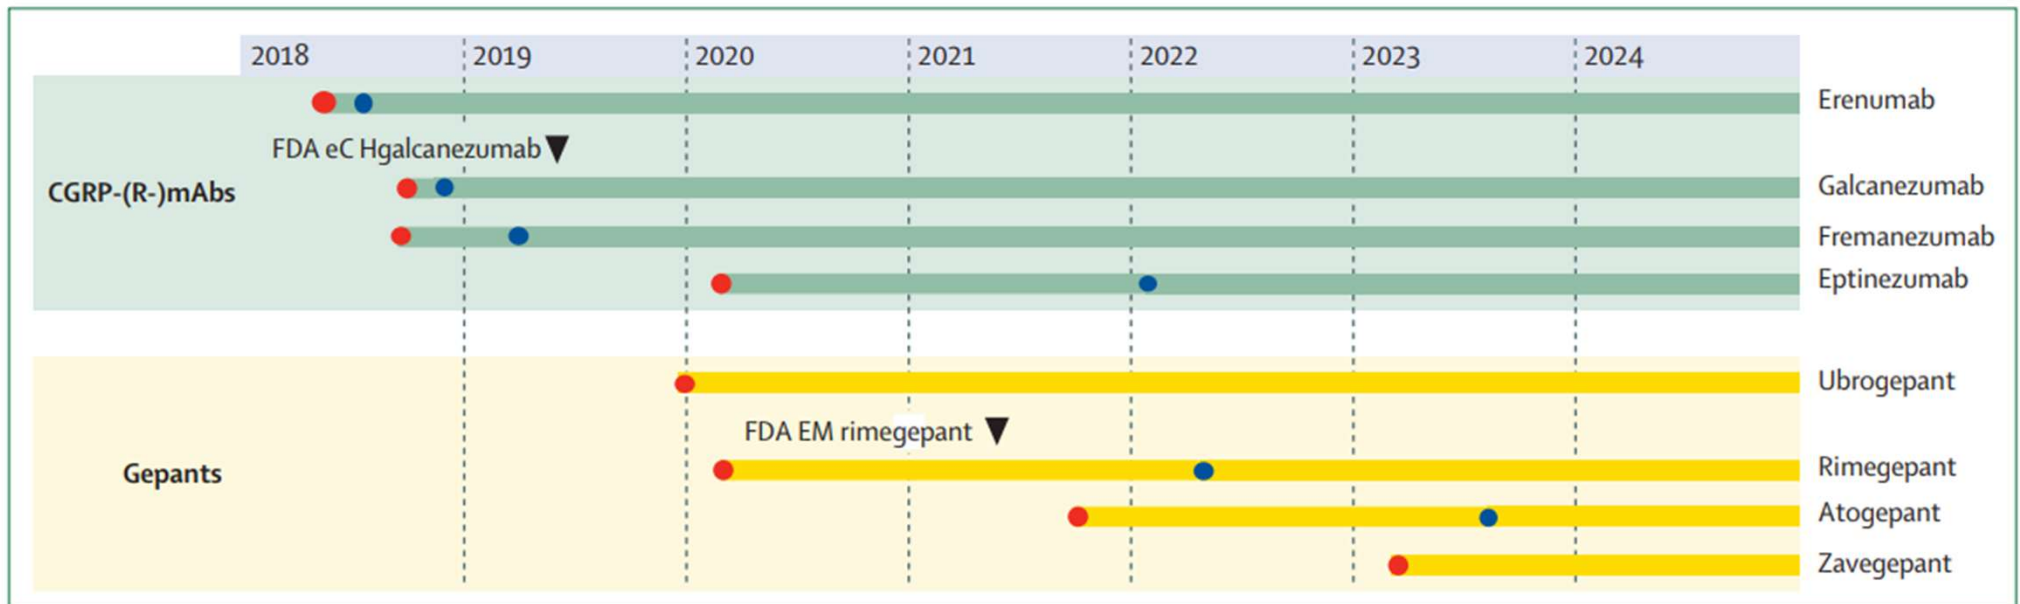 2018 2019 2020 2021 2022 2023 2024
Erenumab
FDA eC Hgalcanezumab
CGRP-(R-)mAbs
Galcanezumab
Fremanezumab
Eptinezumab
Ubrogepant
FDA EM rimegepant
Gepants
Rimegepant
Atogepant
Zavegepant